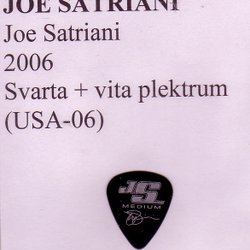 JOE SATRIANI
Joe Satriani
2006
Svarta + vita plektrum
(USA-06)
JS
MEDIUM